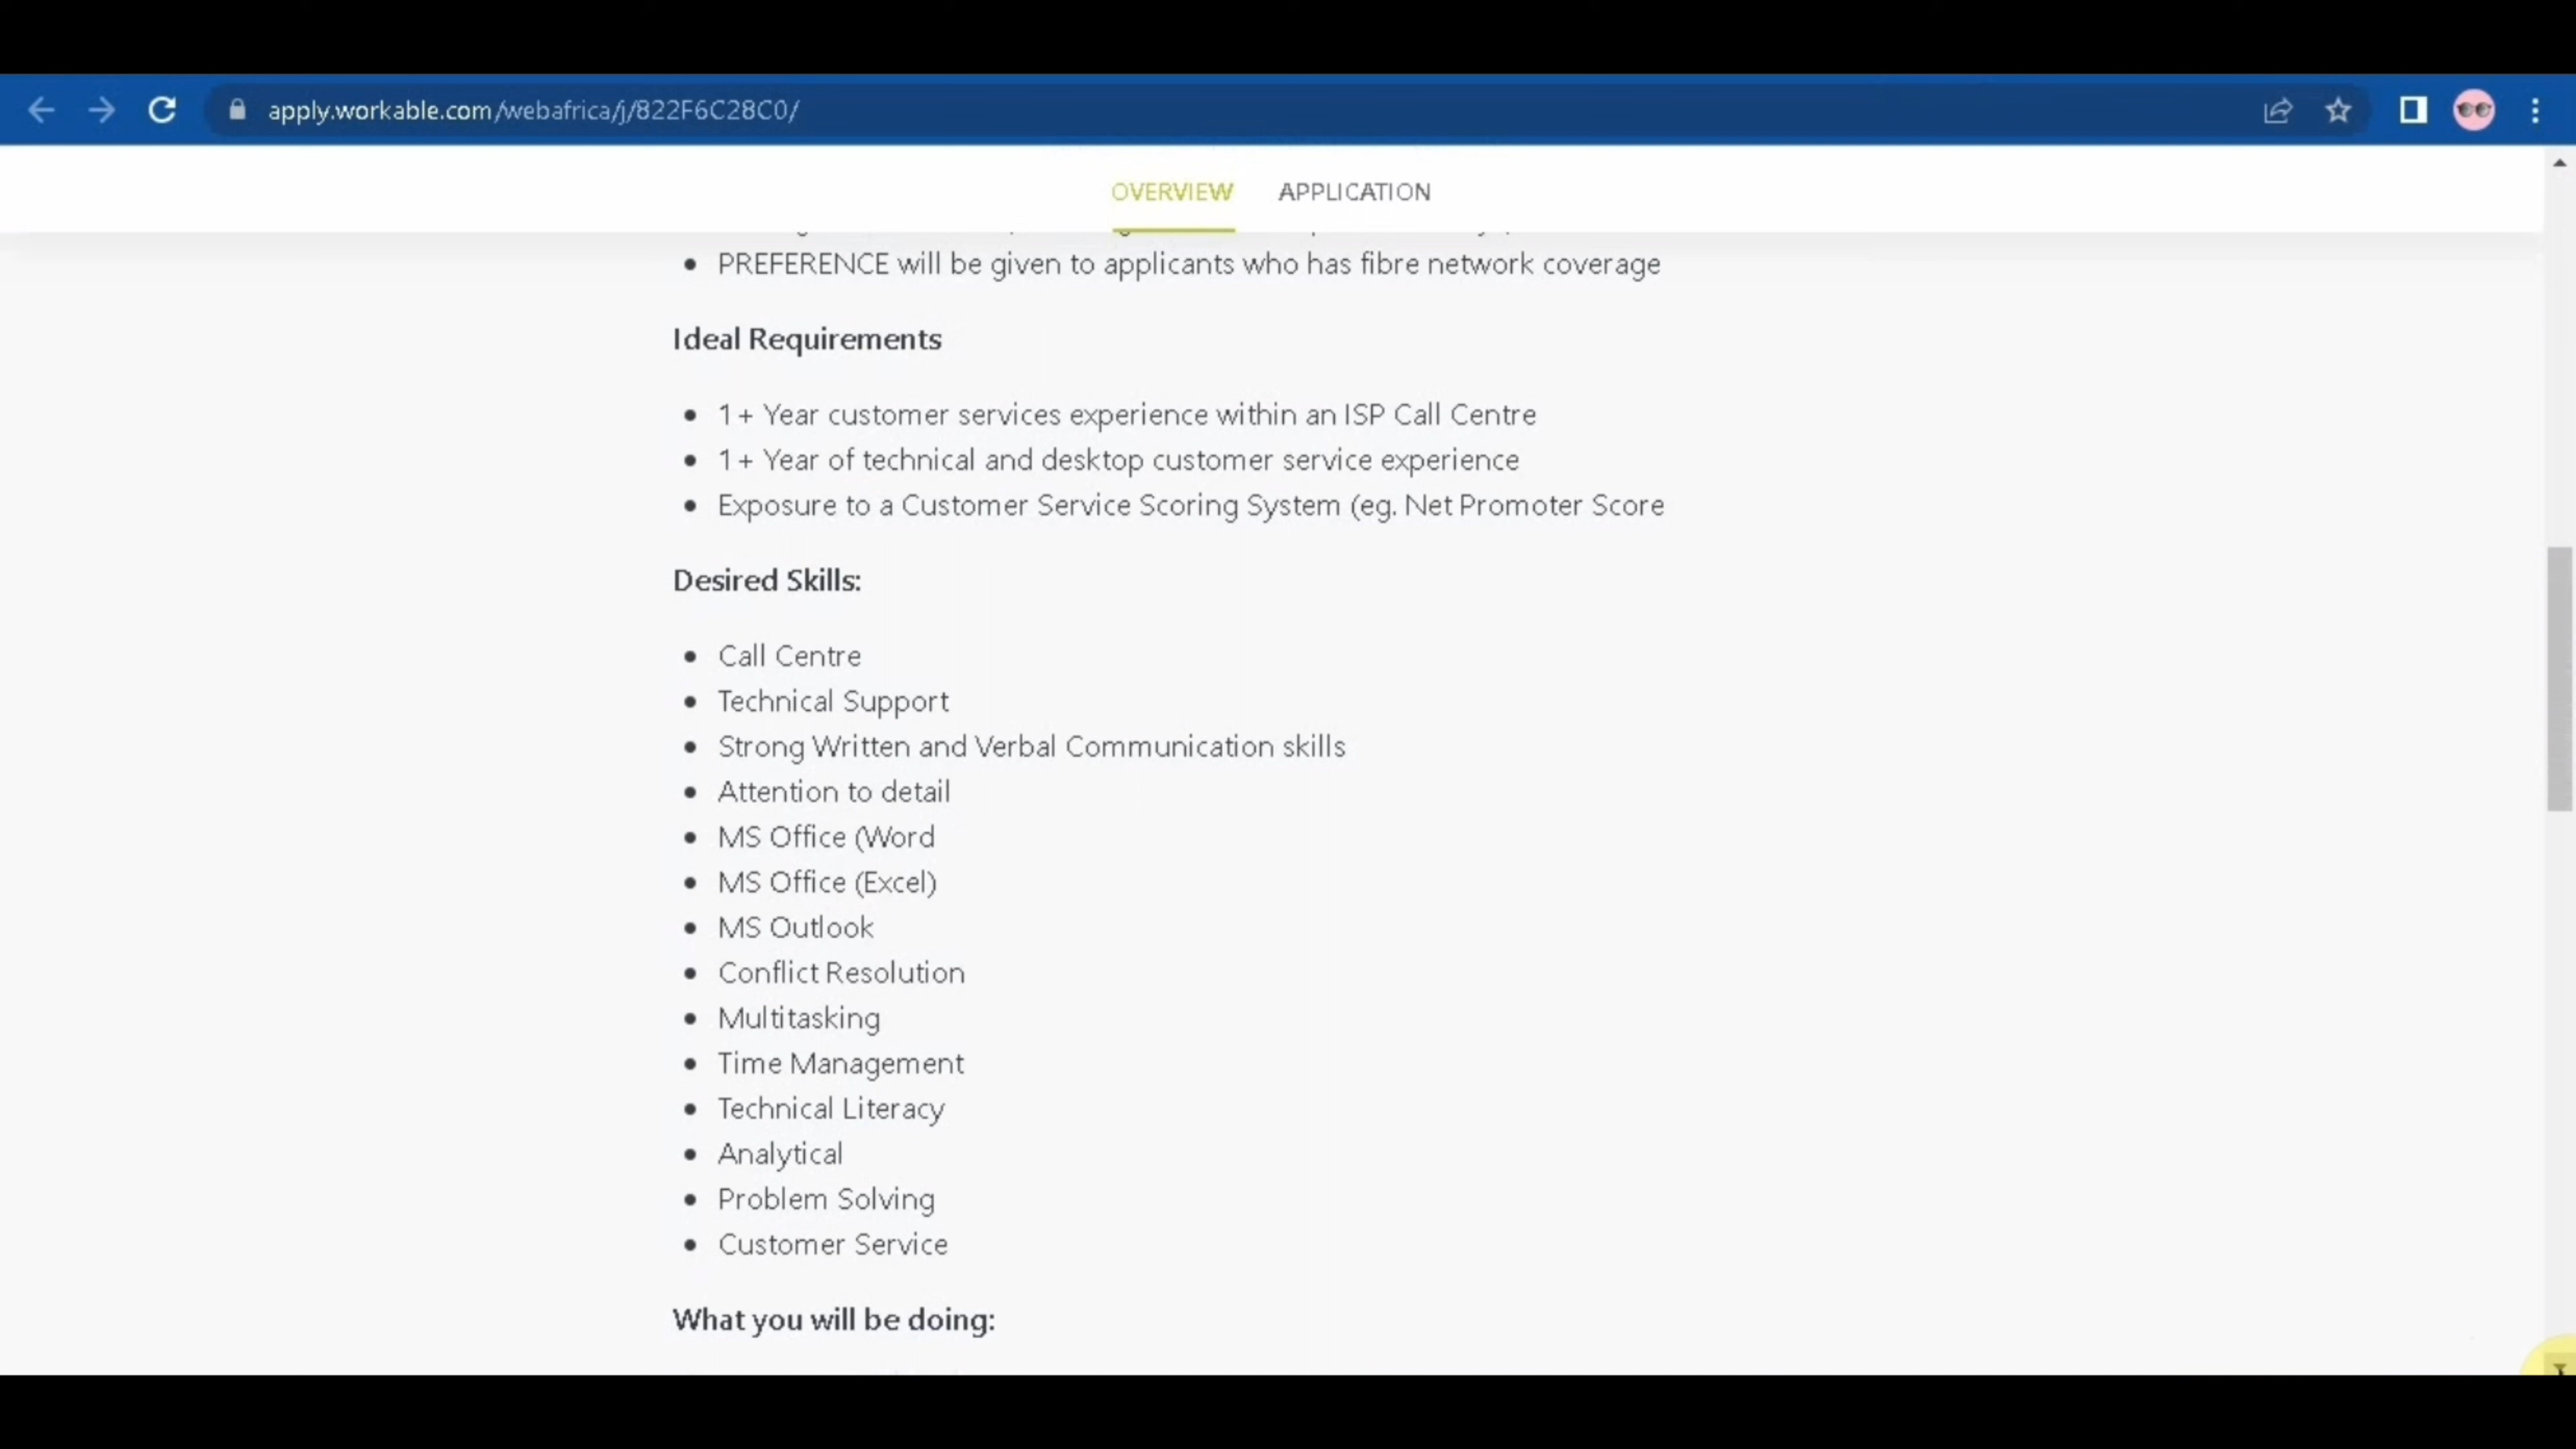 apply.workable.com/webafrica/j/822F6C28C0/
OVERVIEW APPLICATION
PREFERENCE will be given to applicants who has fibre network coverage
Ideal Requirements
1+ Year customer services experience within an ISP Call Centre
1+ Year of technical and desktop customer service experience
Exposure to a Customer Service Scoring System (eg. Net Promoter Score
Desired Skills:
Call Centre
Technical Support
Strong Written and Verbal Communication skills
Attention to detail
MS Office (Word
MS Office (Excel)
MS Outlook
Conflict Resolution
Multitasking
Time Management
Technical Literacy
Analytical
Problem Solving
Customer Service
What you will be doing: